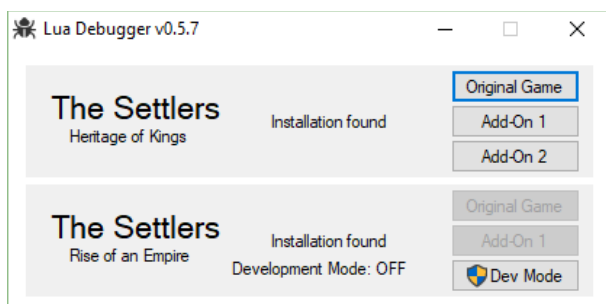 Lua Debugger v0.5.7
The Settlers
Heritage of Kings
Installation found
Original Game
Add-On 1
Add-On 2
The Settlers
Rise of an Empire
Installation found
Development Mode: OFF
Original Game
Add-On 1
Dev Mode